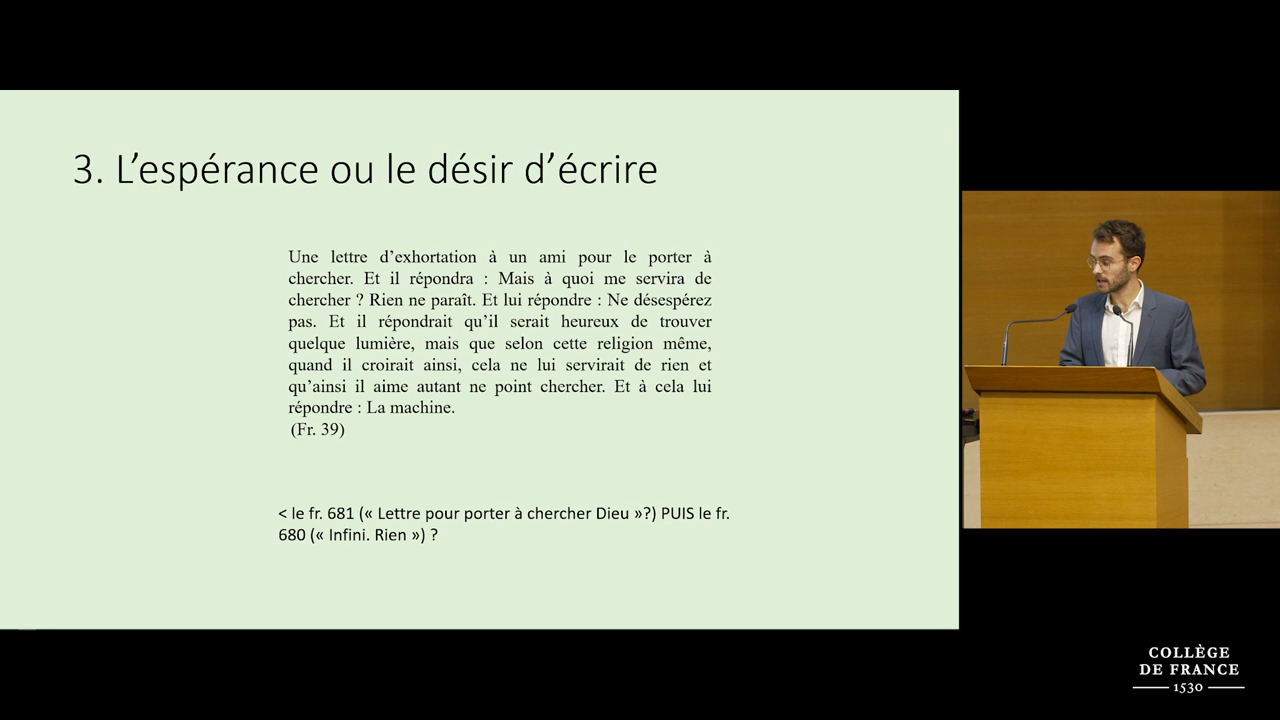 3. L’espérance ou le désir d’écrire
Une lettre d’exhortation à un ami pour le porter à
chercher. Et il répondra : Mais à quoi me servira de
chercher ? Rien ne paraît. Et lui répondre : Ne désespérez
pas. Et il répondrait qu’il serait heureux de trouver
quelque lumière, mais que selon cette religion même,
quand il croirait ainsi, cela ne lui servirait de rien et
qu’ainsi il aime autant ne point chercher. Et à cela lui
répondre : La machine.
(Fr. 39)
< le fr. 681 (« Lettre pour porter à chercher Dieu »?) PUIS le fr.
680 (« Infini. Rien ») ?
COLLÈGE
DE FRANCE
1530